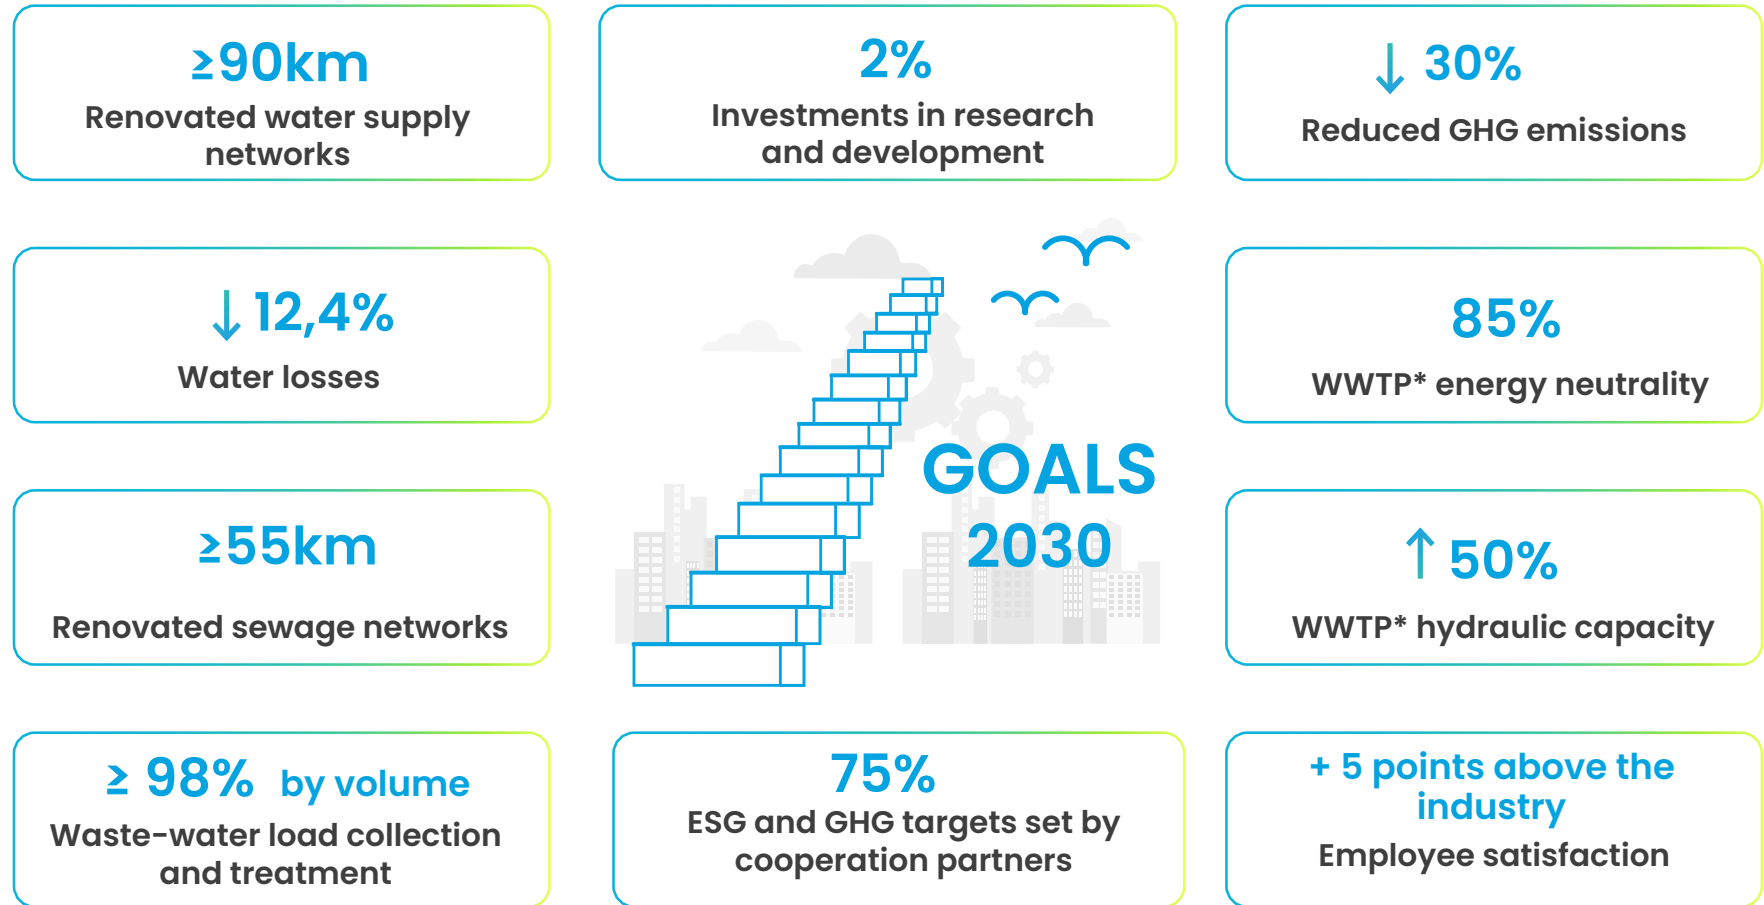 ≥90km
Renovated water supply
networks
2%
Investments in research
and development
↓ 30%
Reduced GHG emissions
↓ 12,4%
Water losses
85%
WWTP* energy neutrality
GOALS
2030
≥55km
Renovated sewage networks
↑ 50%
WWTP* hydraulic capacity
≥ 98% by volume
Waste-water load collection
and treatment
75%
ESG and GHG targets set by
cooperation partners
+ 5 points above the
industry
Employee satisfaction